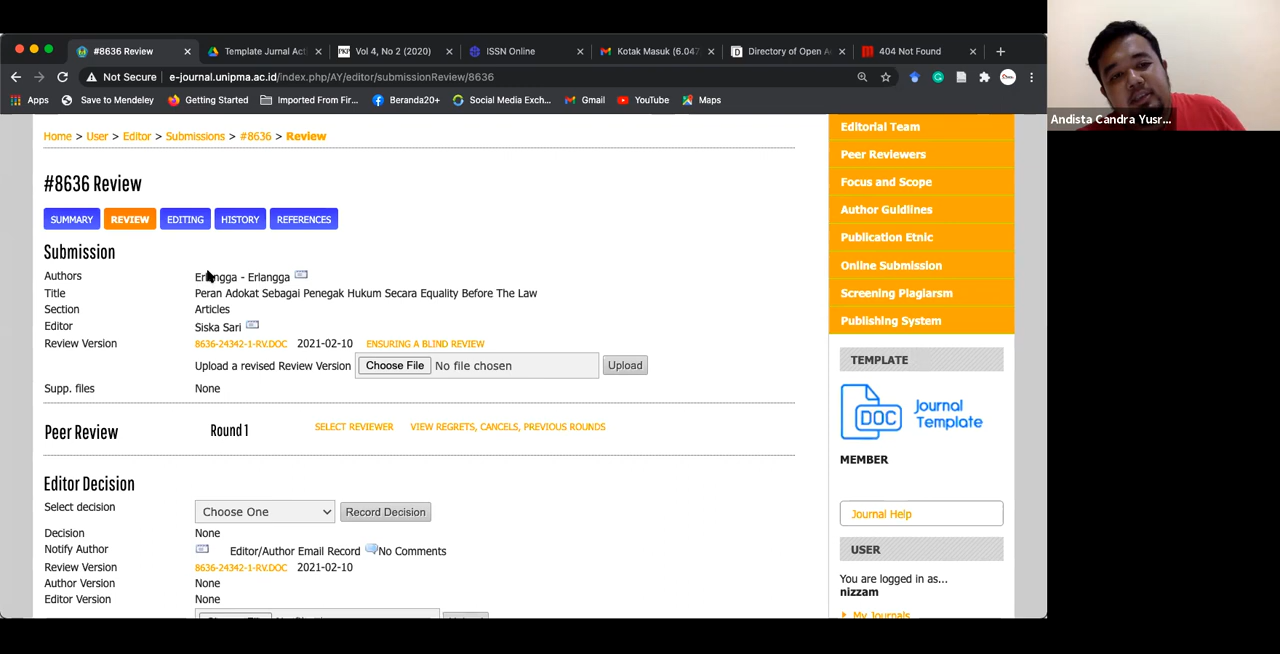 #8636 Review
Template Jurnal Act
Vol 4, No 2 (2020)
ISSN Online
Kotak Masuk (6.047
Directory of Open A
404 Not Found
Not Secure
e-journal.unipma.ac.id/index.php/AY/editor/submissionReview/8636
Apps
Save to Mendeley
Getting Started
Imported From Fir...
Beranda20+
Social Media Exch...
Gmail
YouTube
Maps
Andista Candra Yusr...
Home > User > Editor > Submissions > #8636 > Review
#8636 Review
SUMMARY REVIEW EDITING HISTORY REFERENCES
Submission
Authors Erlangga - Erlangga
Title Peran Adokat Sebagai Penegak Hukum Secara Equality Before The Law
Section Articles
Editor Siska Sari
Review Version 8636-24342-1-RV.DOC 2021-02-10 ENSURING A BLIND REVIEW
Upload a revised Review Version Choose File No file chosen Upload
Supp. files None
Peer Review Round 1 SELECT REVIEWER VIEW REGRETS, CANCELS, PREVIOUS ROUNDS
Editor Decision
Select decision Choose One Record Decision
Decision None
Notify Author Editor/Author Email Record No Comments
Review Version 8636-24342-1-RV.DOC 2021-02-10
Author Version None
Editor Version None
Editorial Team
Peer Reviewers
Focus and Scope
Author Guidlines
Publication Etnic
Online Submission
Screening Plagiarsm
Publishing System
TEMPLATE
DOC
Journal
Template
MEMBER
Journal Help
USER
You are logged in as...
nizzam
My Journals